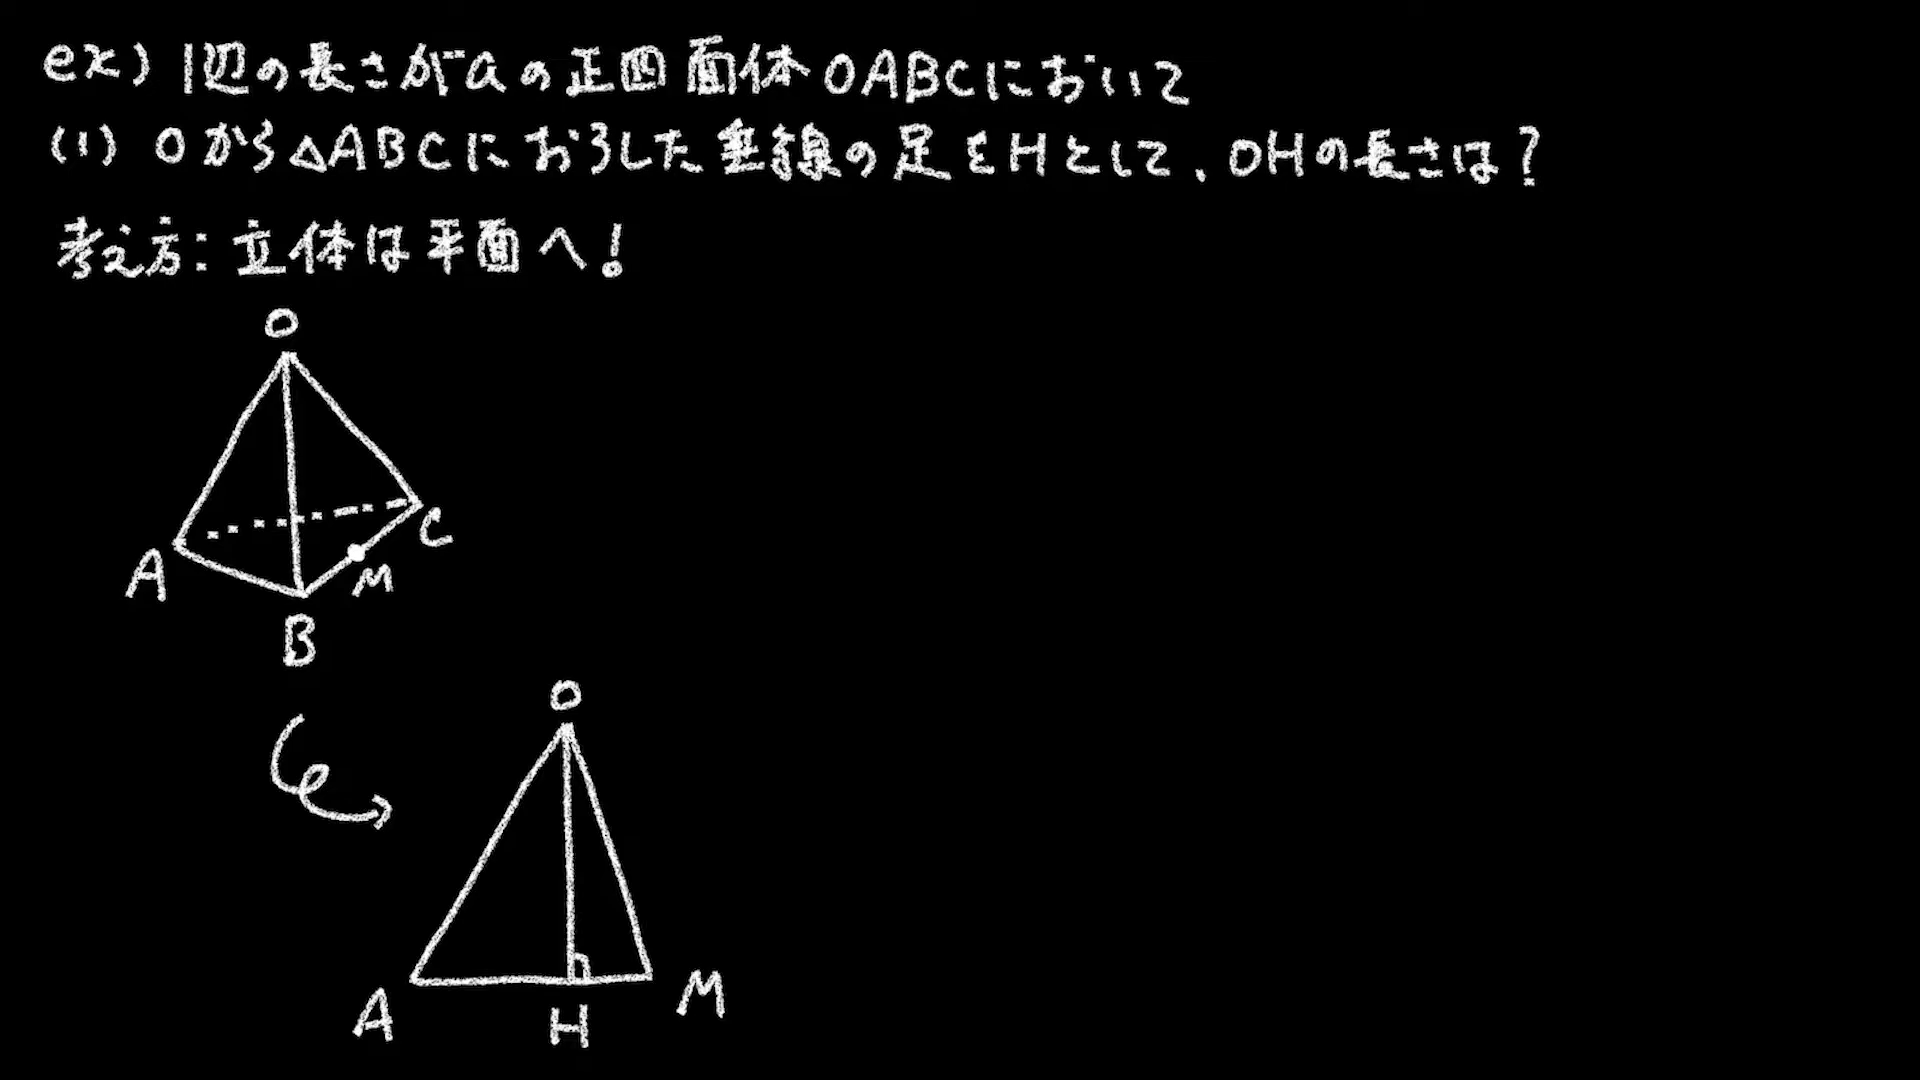 ex) 1辺の長さがaの正四面体OABCにおいて
(1) Oから△ABCにおろした垂線の足をHとして、OHの長さは?
考え方:立体は平面へ!
O
A
B
C
M
O
A
H
M